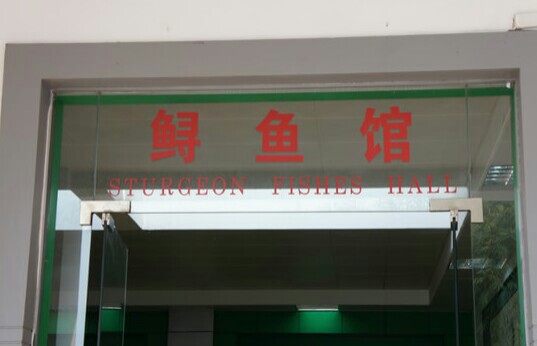 鲟鱼馆
STURGEON FISHES HALL